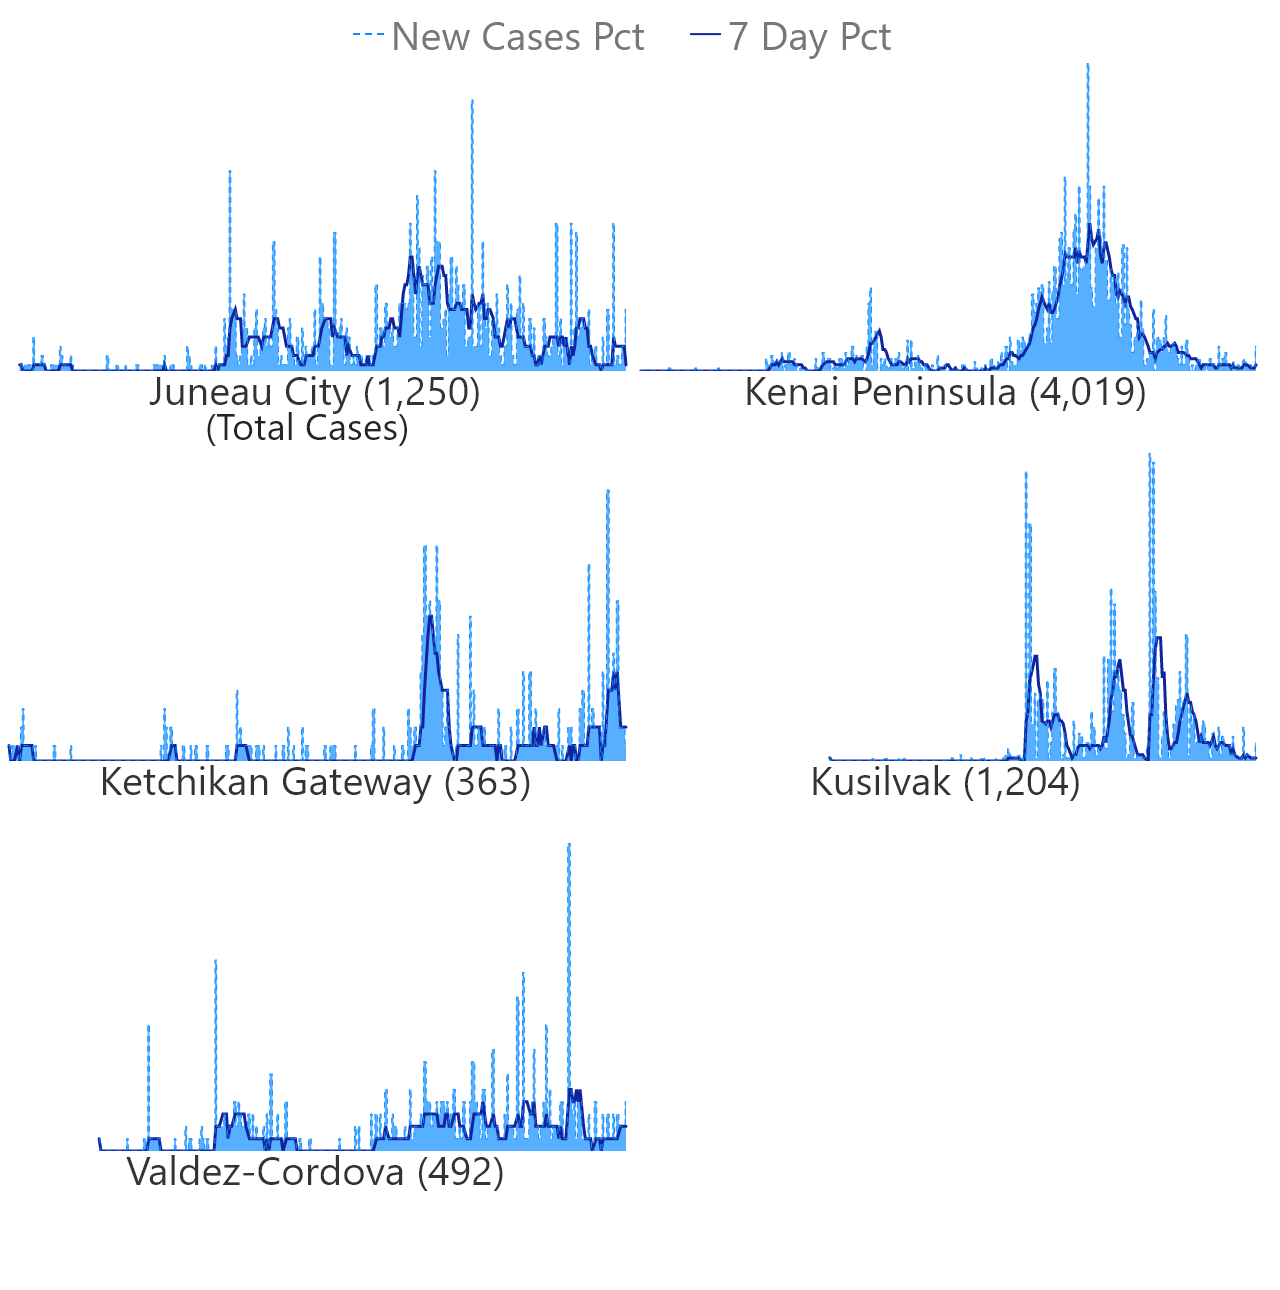 New Cases Pct 7 Day Pct
Juneau City (1,250) Kenai Peninsula (4,019)
(Total Cases)
Ketchikan Gateway (363) Kusilvak (1,204)
Valdez-Cordova (492)